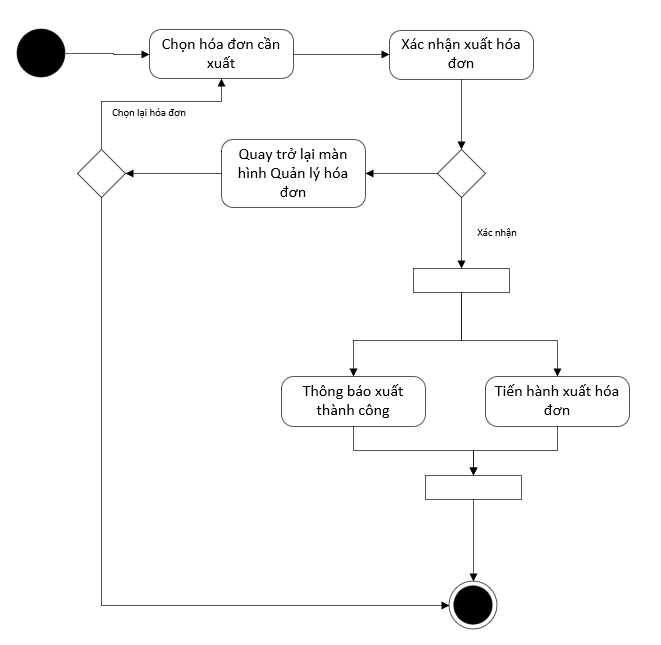 Chọn hóa đơn cần
xuất
Xác nhận xuất hóa
đơn
Chọn lại hóa đơn
Quay trở lại màn
hình Quản lý hóa
đơn
Xác nhận
Thông báo xuất
thành công
Tiến hành xuất hóa
đơn